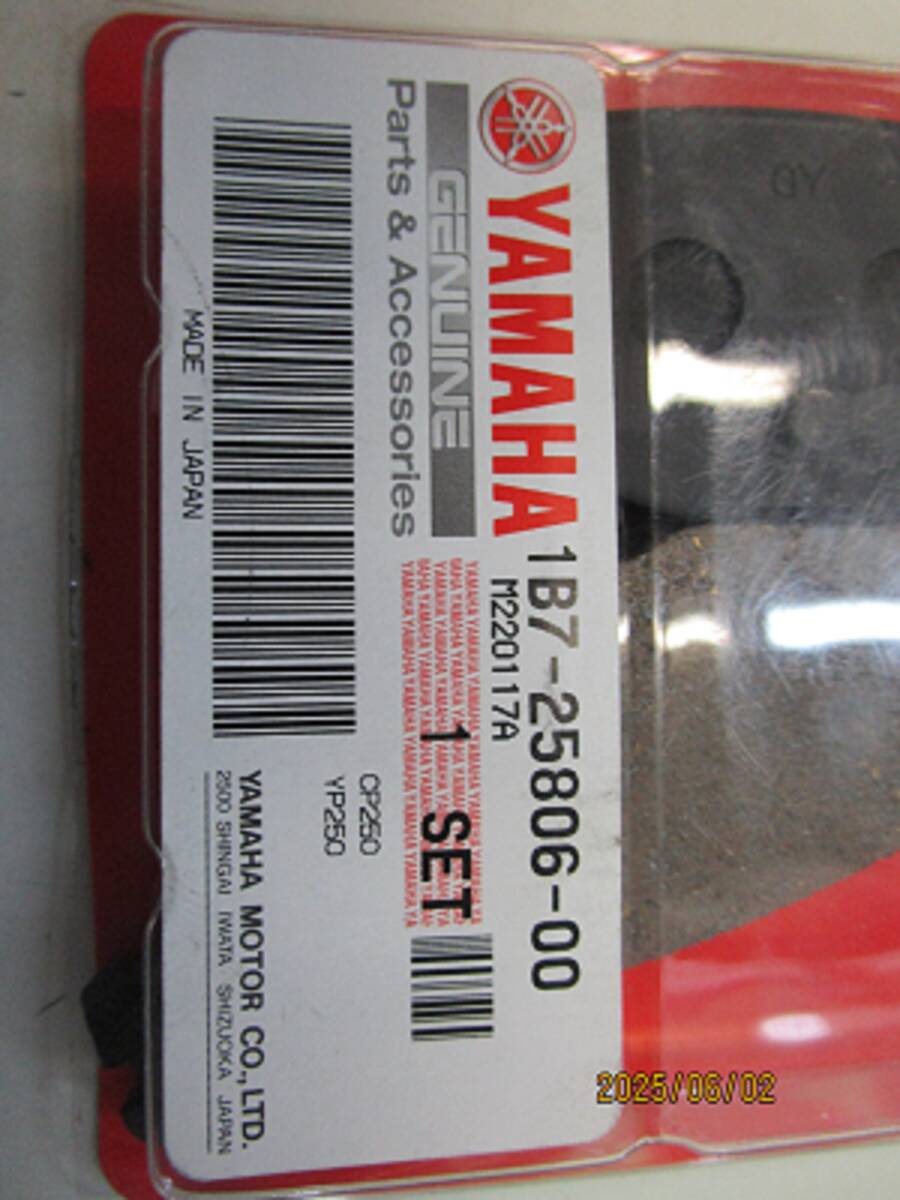 YAMAHA
GENUINE
Parts & Accessories
1B7-25806-00
M220117A
1 SET
CP250
YP250
MADE IN JAPAN
YAMAHA MOTOR CO.,LTD.
2500 SHINGAI IWATA SHIZUOKA JAPAN
YD
2025/06/02